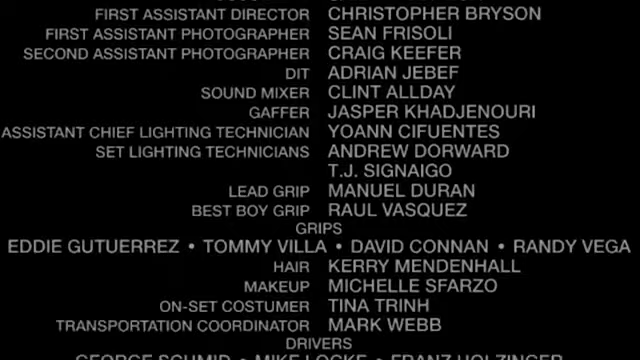 FIRST ASSISTANT DIRECTOR CHRISTOPHER BRYSON
FIRST ASSISTANT PHOTOGRAPHER SEAN FRISOLI
SECOND ASSISTANT PHOTOGRAPHER CRAIG KEEFER
DIT ADRIAN JEBEF
SOUND MIXER CLINT ALLDAY
GAFFER JASPER KHADJENOURI
ASSISTANT CHIEF LIGHTING TECHNICIAN YOANN CIFUENTES
SET LIGHTING TECHNICIANS ANDREW DORWARD
T.J. SIGNAIGO
LEAD GRIP MANUEL DURAN
BEST BOY GRIP RAUL VASQUEZ
GRIPS
EDDIE GUTUERREZ • TOMMY VILLA • DAVID CONNAN • RANDY VEGA
HAIR KERRY MENDENHALL
MAKEUP MICHELLE SFARZO
ON-SET COSTUMER TINA TRINH
TRANSPORTATION COORDINATOR MARK WEBB
DRIVERS
GEORGE SCHMID • MIKE LOCKE • FRANZ HOLZINGER